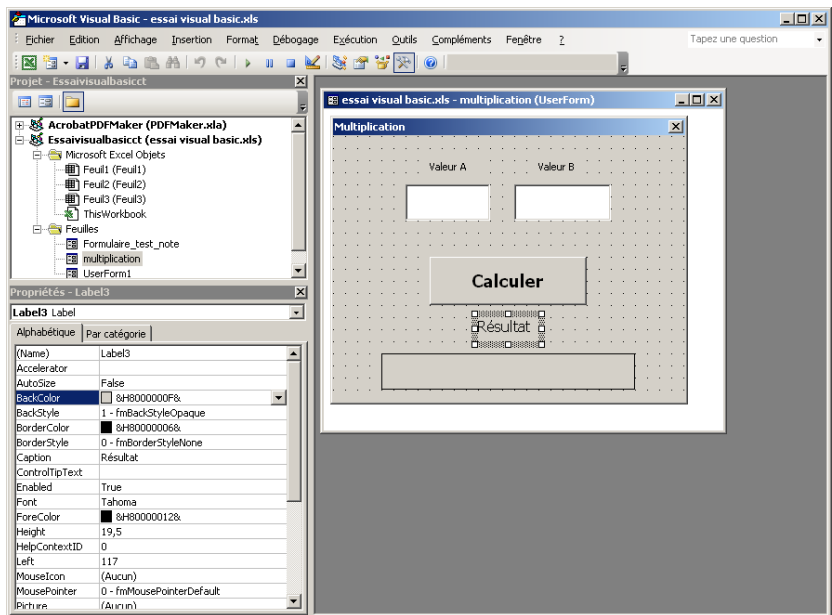 Microsoft Visual Basic - essai visual basic.xls
Fichier Edition Affichage Insertion Format Débogage Exécution Outils Compléments Fenêtre ? Tapez une question
Projet - Essaivisualbasicct
AcrobatPDFMaker (PDFMaker.xla)
Essaivisualbasicct (essai visual basic.xls)
Microsoft Excel Objets
Feuil1 (Feuil1)
Feuil2 (Feuil2)
Feuil3 (Feuil3)
ThisWorkbook
Feuilles
Formulaire_test_note
multiplication
UserForm1
Propriétés - Label3
Label3 Label
Alphabétique Par catégorie
(Name) Label3
Accelerator
AutoSize False
BackColor &H8000000F&
BackStyle 1 - fmBackStyleOpaque
BorderColor &H80000006&
BorderStyle 0 - fmBorderStyleNone
Caption Résultat
ControlTipText
Enabled True
Font Tahoma
ForeColor &H80000012&
Height 19,5
HelpContextID 0
Left 117
MouseIcon (Aucun)
MousePointer 0 - fmMousePointerDefault
Picture (Aucun)
essai visual basic.xls - multiplication (UserForm)
Multiplication
Valeur A Valeur B
Calculer
Résultat